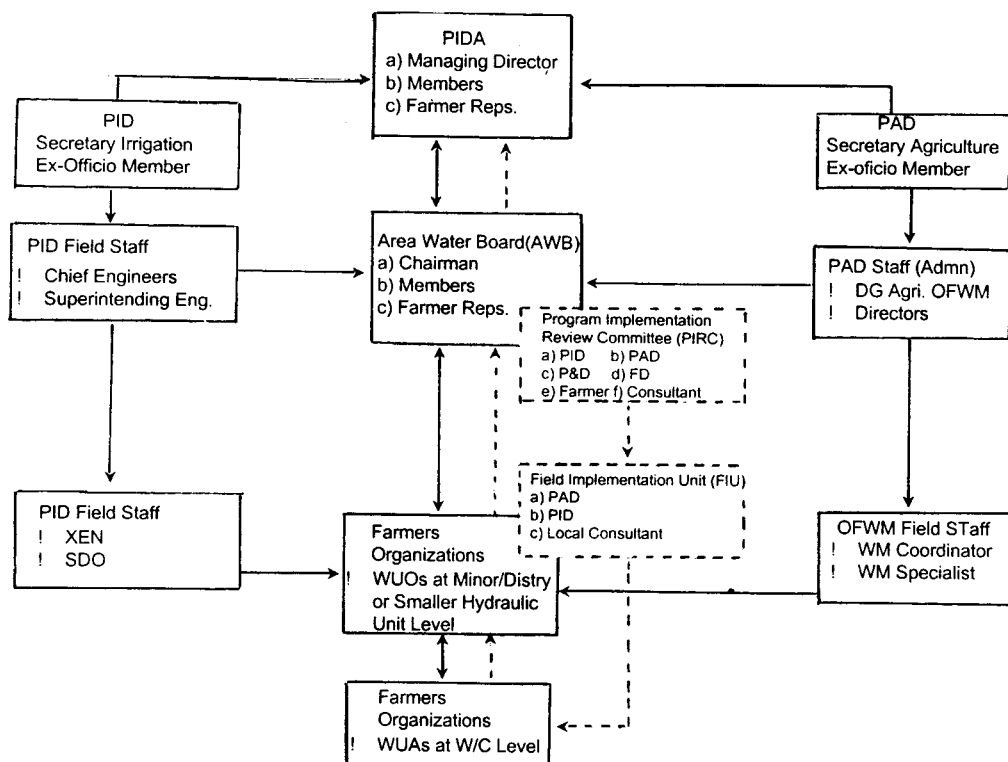 PIDA
a) Managing Director
b) Members
c) Farmer Reps.
PID
Secretary Irrigation
Ex-Officio Member
PAD
Secretary Agriculture
Ex-oficio Member
PID Field Staff
! Chief Engineers
! Superintending Eng.
Area Water Board(AWB)
a) Chairman
b) Members
c) Farmer Reps.
PAD Staff (Admn)
! DG Agri. OFWM
! Directors
Program Implementation
Review Committee (PIRC)
a) PID b) PAD
c) P&D d) FD
e) Farmer f) Consultant
Field Implementation Unit (FIU)
a) PAD
b) PID
c) Local Consultant
PID Field Staff
! XEN
! SDO
Farmers
Organizations
! WUOs at Minor/Distry
or Smaller Hydraulic
Unit Level
OFWM Field STaff
! WM Coordinator
! WM Specialist
Farmers
Organizations
! WUAs at W/C Level